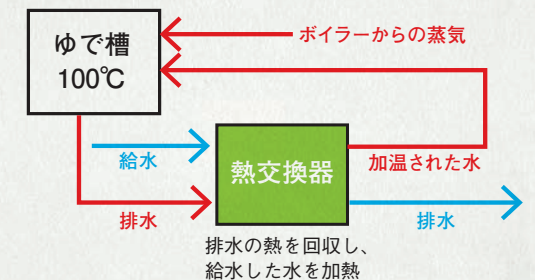 ゆで槽
100℃
ボイラーからの蒸気
給水
熱交換器
加温された水
排水
排水
排水の熱を回収し、
給水した水を加熱